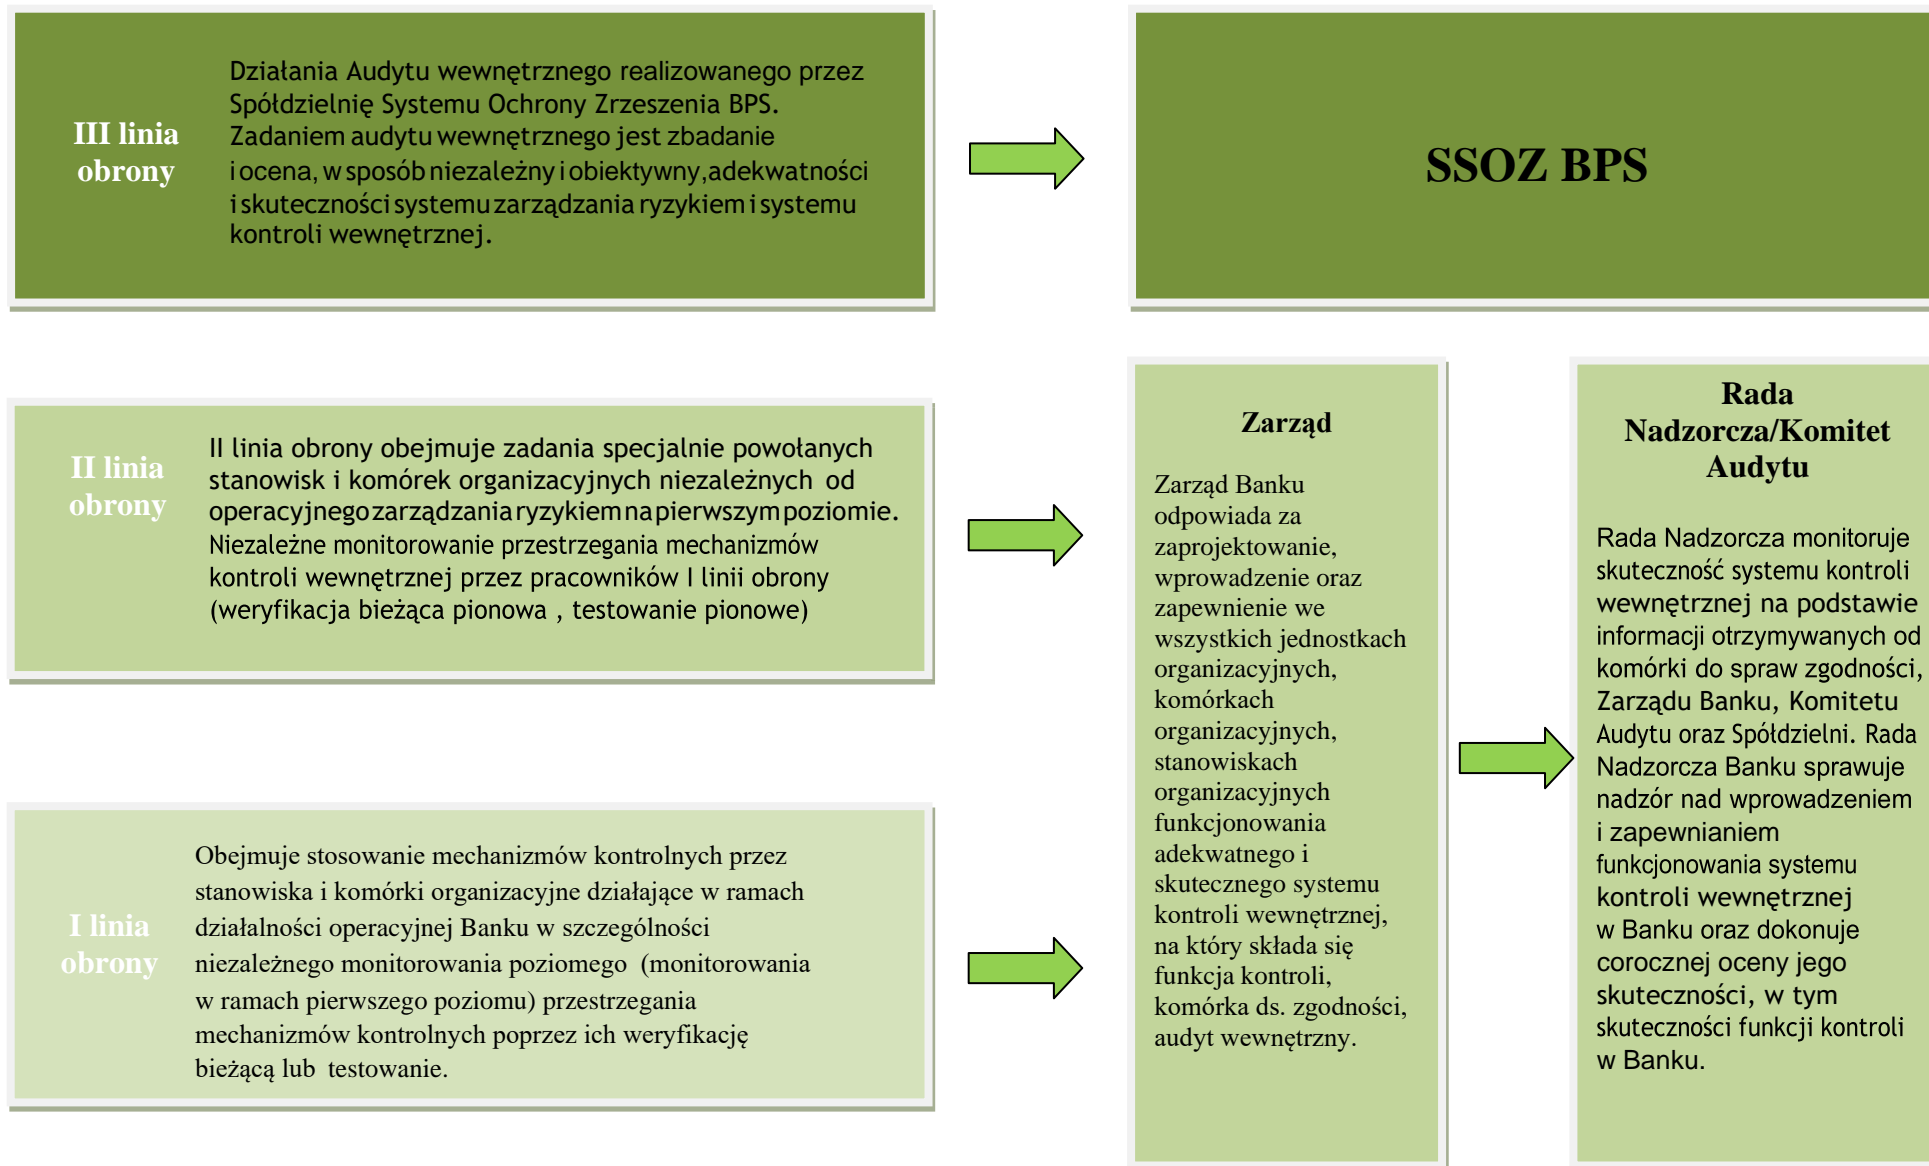 III linia
obrony
Działania Audytu wewnętrznego realizowanego przez
Spółdzielnię Systemu Ochrony Zrzeszenia BPS.
Zadaniem audytu wewnętrznego jest zbadanie
i ocena, w sposób niezależny i obiektywny, adekwatności
i skuteczności systemu zarządzania ryzykiem i systemu
kontroli wewnętrznej.
SSOZ BPS
II linia
obrony
II linia obrony obejmuje zadania specjalnie powołanych
stanowisk i komórek organizacyjnych niezależnych od
operacyjnego zarządzania ryzykiem na pierwszym poziomie.
Niezależne monitorowanie przestrzegania mechanizmów
kontroli wewnętrznej przez pracowników I linii obrony
(weryfikacja bieżąca pionowa , testowanie pionowe)
I linia
obrony
Obejmuje stosowanie mechanizmów kontrolnych przez
stanowiska i komórki organizacyjne działające w ramach
działalności operacyjnej Banku w szczególności
niezależnego monitorowania poziomego (monitorowania
w ramach pierwszego poziomu) przestrzegania
mechanizmów kontrolnych poprzez ich weryfikację
bieżącą lub testowanie.
Zarząd
Zarząd Banku
odpowiada za
zaprojektowanie,
wprowadzenie oraz
zapewnienie we
wszystkich jednostkach
organizacyjnych,
komórkach
organizacyjnych,
stanowiskach
organizacyjnych
funkcjonowania
adekwatnego i
skutecznego systemu
kontroli wewnętrznej,
na który składa się
funkcja kontroli,
komórka ds. zgodności,
audyt wewnętrzny.
Rada
Nadzorcza/Komitet
Audytu
Rada Nadzorcza monitoruje
skuteczność systemu kontroli
wewnętrznej na podstawie
informacji otrzymywanych od
komórki do spraw zgodności,
Zarządu Banku, Komitetu
Audytu oraz Spółdzielni. Rada
Nadzorcza Banku sprawuje
nadzór nad wprowadzeniem
i zapewnianiem
funkcjonowania systemu
kontroli wewnętrznej
w Banku oraz dokonuje
corocznej oceny jego
skuteczności, w tym
skuteczności funkcji kontroli
w Banku.